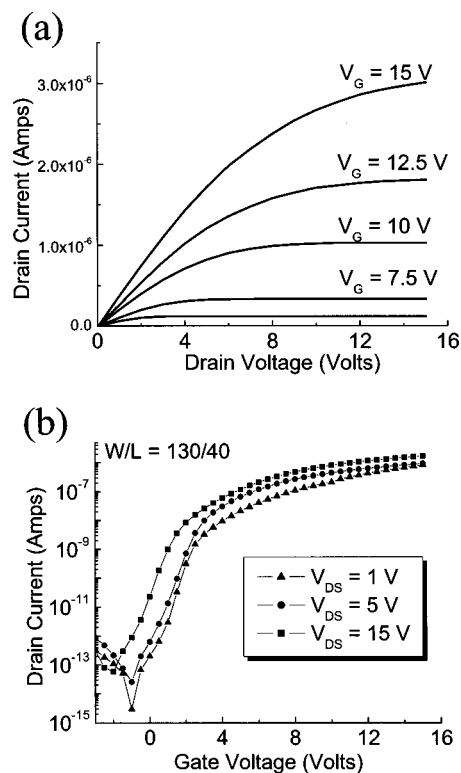 (a)
V_G = 15 V
3.0x10^-6
V_G = 12.5 V
2.0x10^-6
V_G = 10 V
1.0x10^-6
V_G = 7.5 V
0.0
0 4 8 12 16
Drain Voltage (Volts)
Drain Current (Amps)
(b)
W/L = 130/40
10^-7
10^-9
10^-11
10^-13
10^-15
V_DS = 1 V
V_DS = 5 V
V_DS = 15 V
0 4 8 12 16
Gate Voltage (Volts)
Drain Current (Amps)